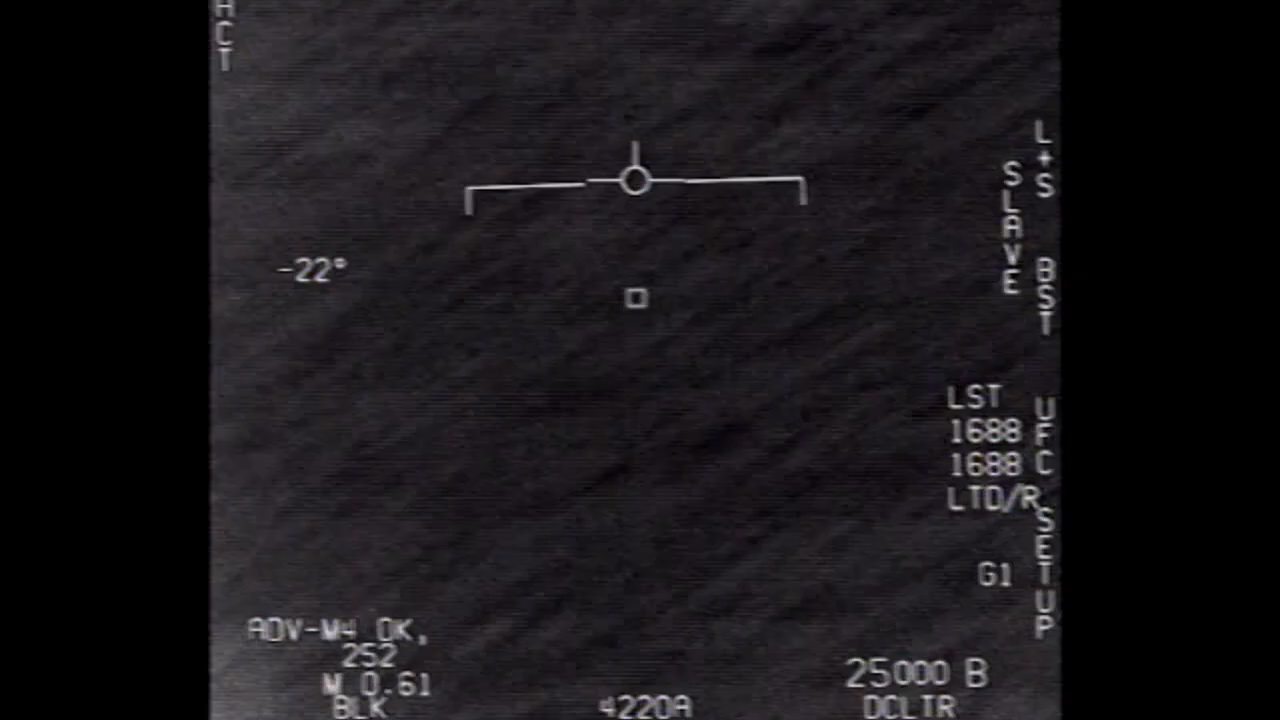 ACT
L+S
SLAVE
BST
-22°
LST
1688
1688
UFC
LTD/R
SETUP
G1
ADV-M4 OK,
252
M 0.61
BLK
4220A
25000 B
DCLTR